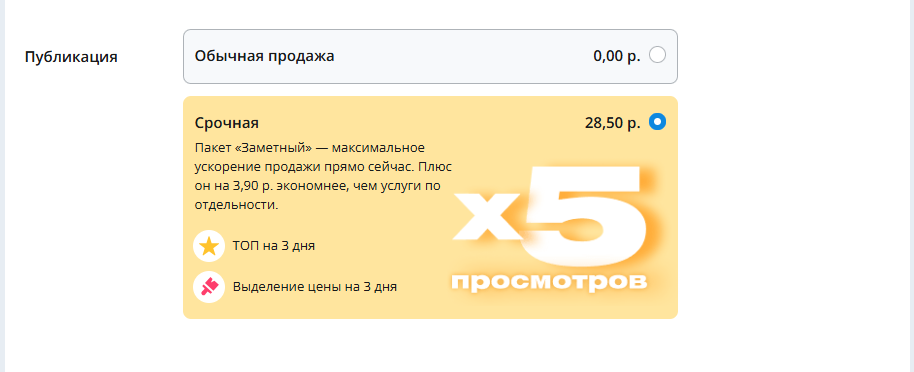 Публикация
Обычная продажа 0,00 р.
Срочная 28,50 р.
Пакет «Заметный» — максимальное
ускорение продажи прямо сейчас. Плюс
он на 3,90 р. экономнее, чем услуги по
отдельности.
x5
просмотров
ТОП на 3 дня
Выделение цены на 3 дня